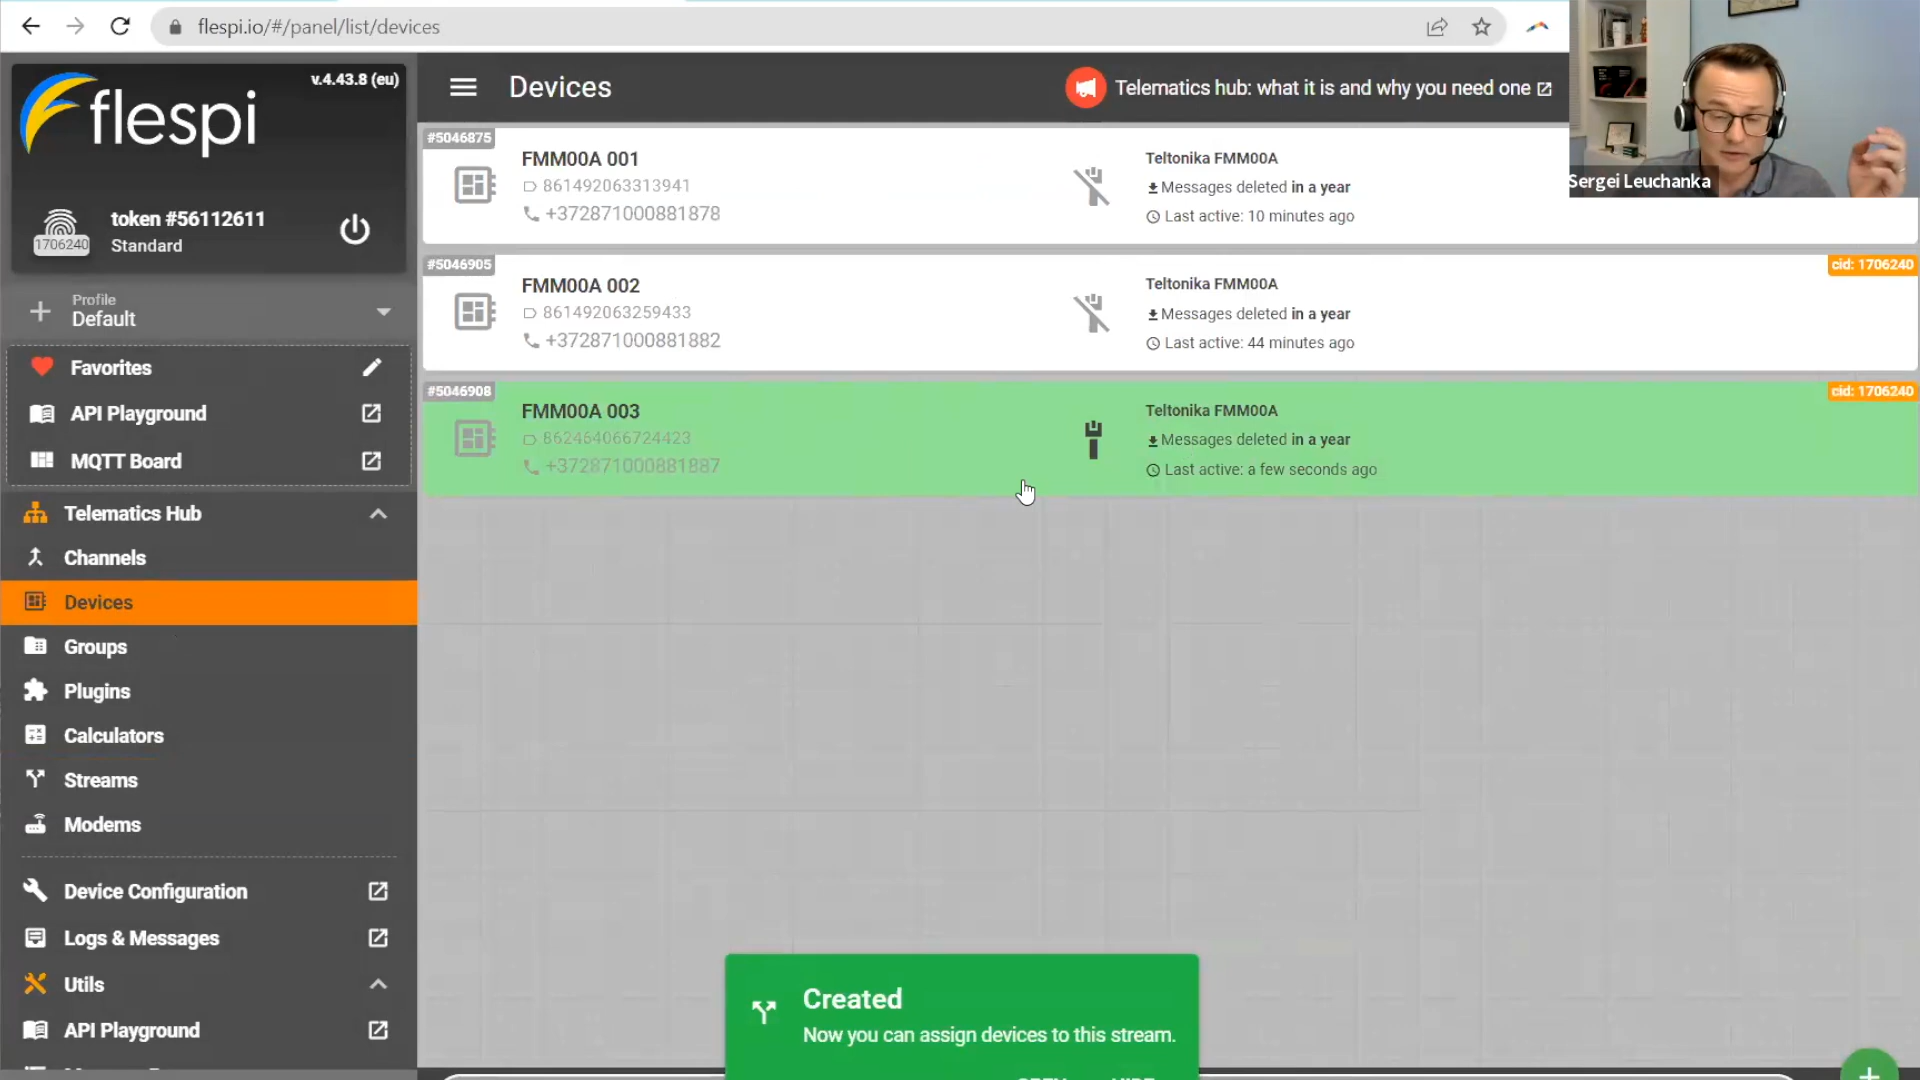 flespi.io/#/panel/list/devices
v.4.43.8 (eu)
flespi
1706240
token #56112611
Standard
Profile
Default
Favorites
API Playground
MQTT Board
Telematics Hub
Channels
Devices
Groups
Plugins
Calculators
Streams
Modems
Device Configuration
Logs & Messages
Utils
API Playground
Devices
Telematics hub: what it is and why you need one
Sergei Leuchanka
#5046875
FMM00A 001
861492063313941
+372871000881878
Teltonika FMM00A
Messages deleted in a year
Last active: 10 minutes ago
#5046905
cid: 1706240
FMM00A 002
861492063259433
+372871000881882
Teltonika FMM00A
Messages deleted in a year
Last active: 44 minutes ago
#5046908
cid: 1706240
FMM00A 003
862464066724423
+372871000881887
Teltonika FMM00A
Messages deleted in a year
Last active: a few seconds ago
Created
Now you can assign devices to this stream.